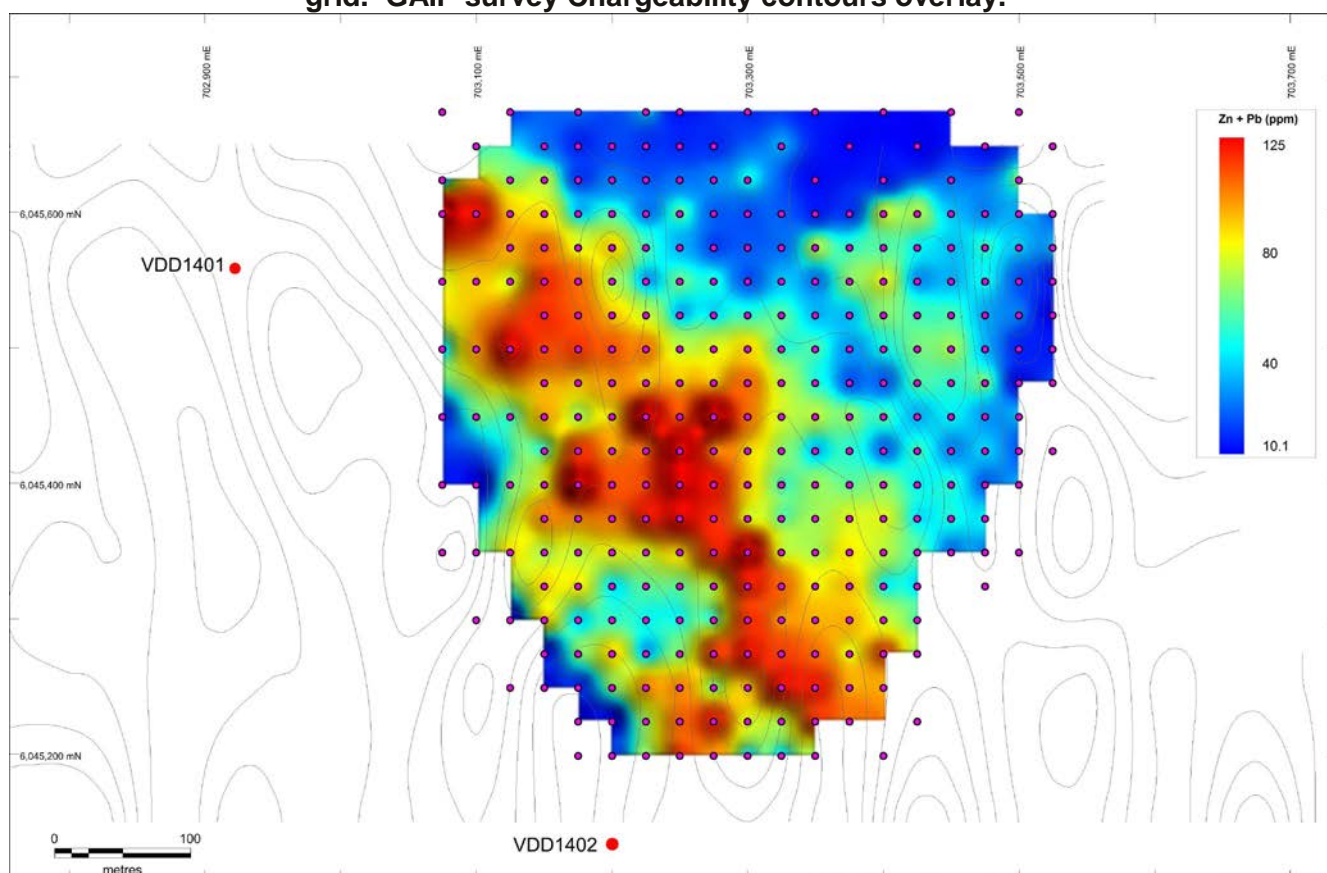 grid. GAIP survey Chargeability contours overlay.
702,900 mE
703,100 mE
703,300 mE
703,500 mE
703,700 mE
Zn + Pb (ppm)
125
80
40
10.1
6,045,600 mN
VDD1401
6,045,400 mN
6,045,200 mN
0 100
metres
VDD1402